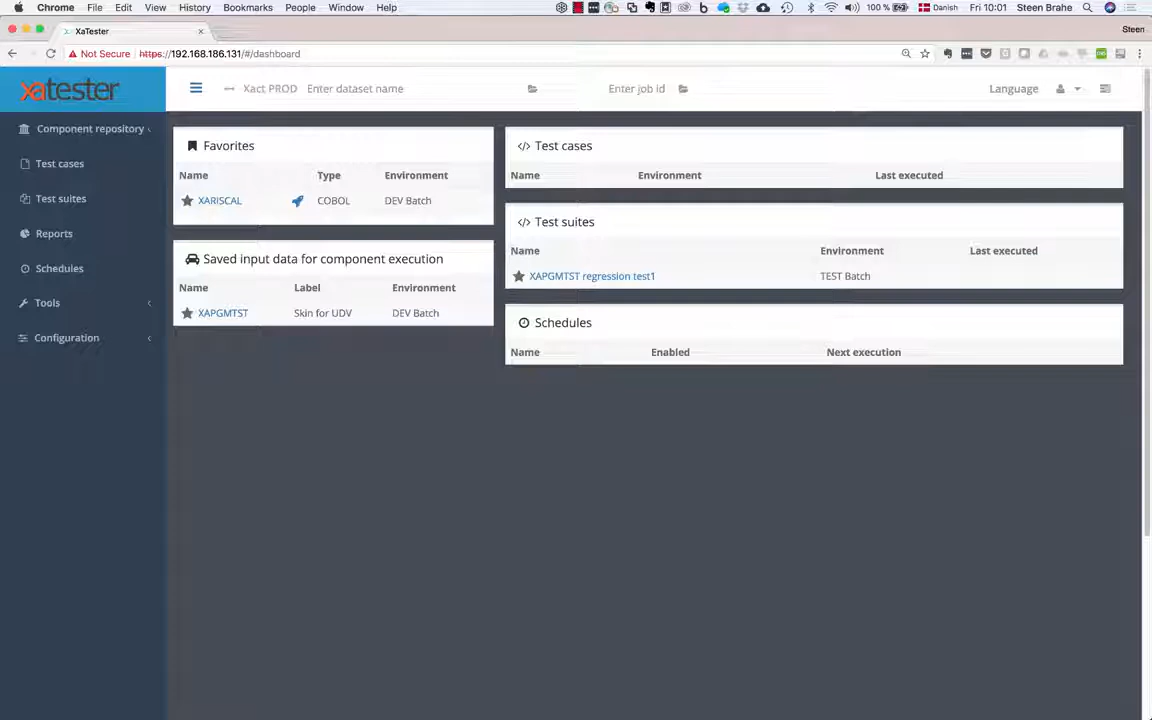 Chrome File Edit View History Bookmarks People Window Help 100 % Danish Fri 10:01 Steen Brahe
XaTester Steen
Not Secure https://192.168.186.131/#/dashboard
xatester Xact PROD Enter dataset name Enter job id Language
Component repository
Test cases
Test suites
Reports
Schedules
Tools
Configuration
Favorites
Name Type Environment
XARISCAL COBOL DEV Batch
Saved input data for component execution
Name Label Environment
XAPGMTST Skin for UDV DEV Batch
</> Test cases
Name Environment Last executed
</> Test suites
Name Environment Last executed
XAPGMTST regression test1 TEST Batch
Schedules
Name Enabled Next execution